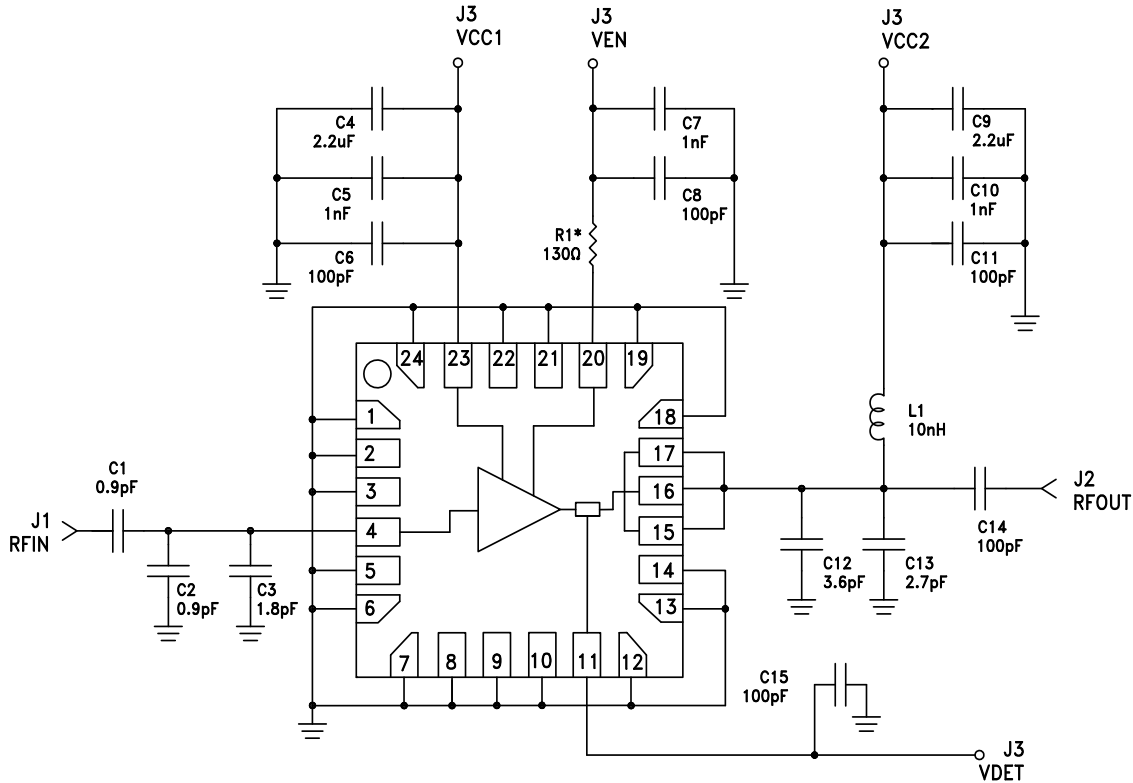 J3
VCC1
J3
VEN
J3
VCC2
C4
2.2uF
C5
1nF
C6
100pF
C7
1nF
C8
100pF
R1*
130Ω
C9
2.2uF
C10
1nF
C11
100pF
24
23
22
21
20
19
1
2
3
4
5
6
18
17
16
15
14
13
7
8
9
10
11
12
L1
10nH
C1
0.9pF
J1
RFIN
C2
0.9pF
C3
1.8pF
J2
RFOUT
C14
100pF
C12
3.6pF
C13
2.7pF
C15
100pF
J3
VDET